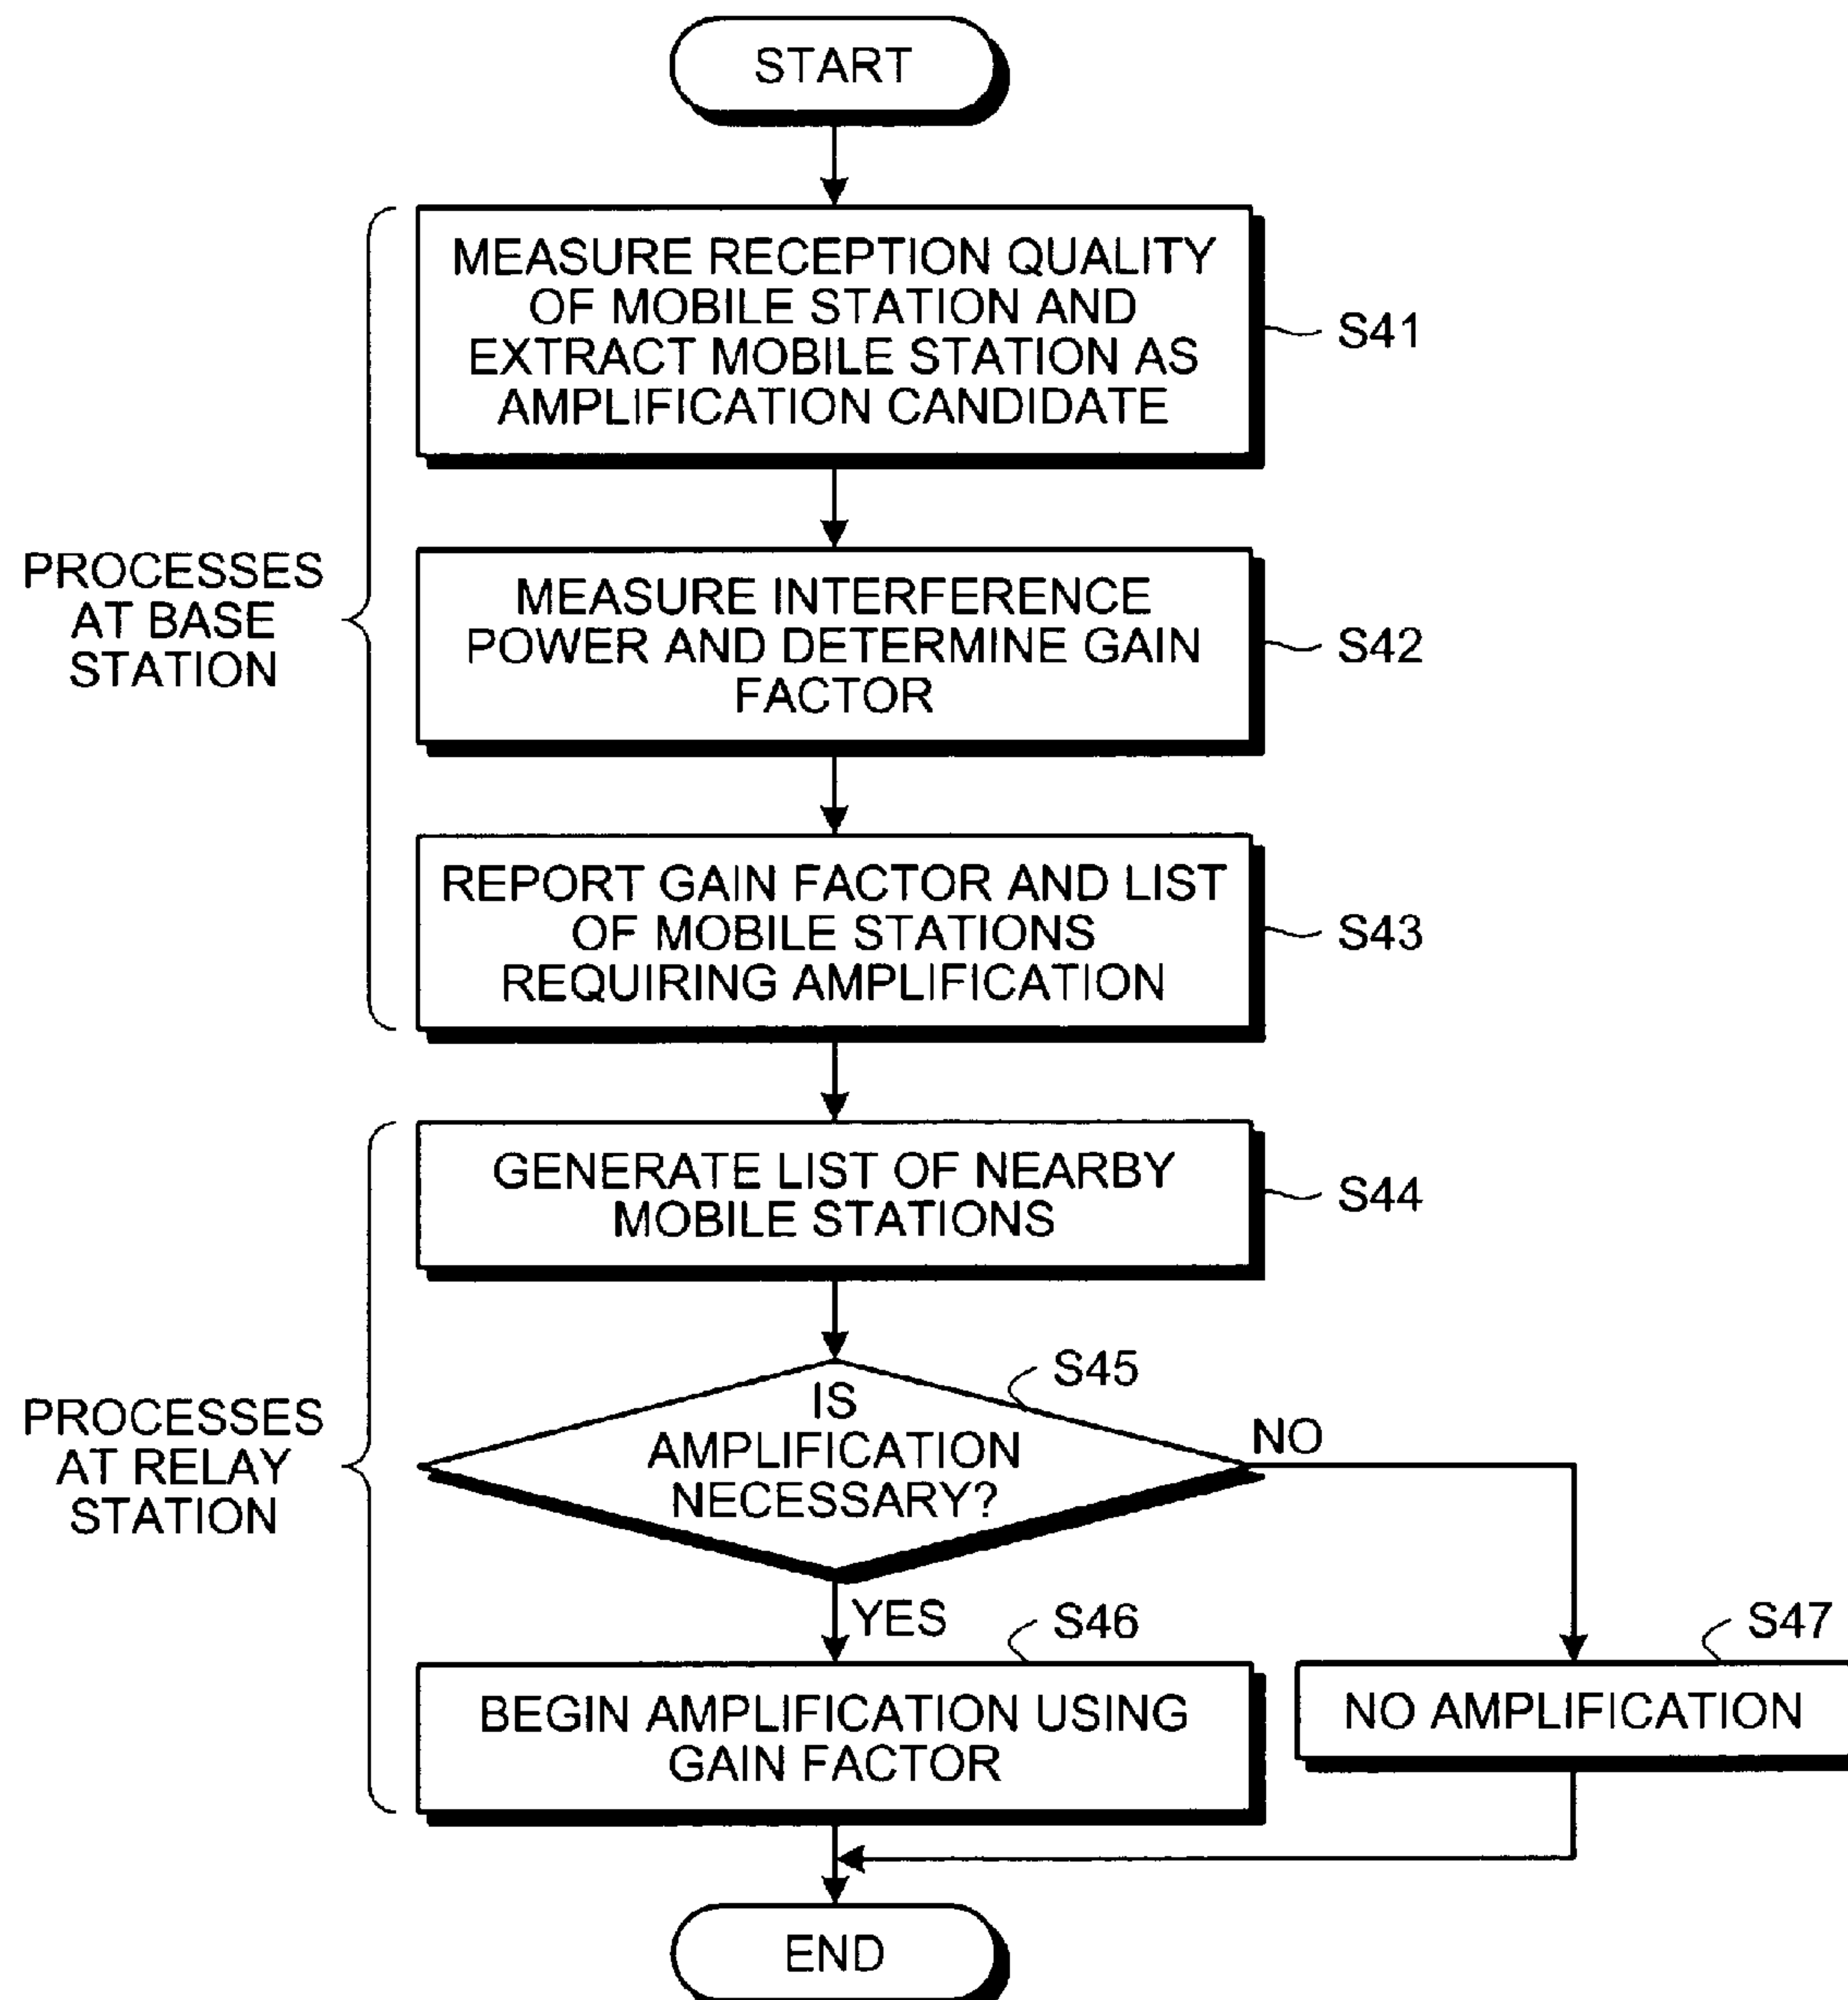 START
MEASURE RECEPTION QUALITY
OF MOBILE STATION AND
EXTRACT MOBILE STATION AS
AMPLIFICATION CANDIDATE
S41
PROCESSES
AT BASE
STATION
MEASURE INTERFERENCE
POWER AND DETERMINE GAIN
FACTOR
S42
REPORT GAIN FACTOR AND LIST
OF MOBILE STATIONS
REQUIRING AMPLIFICATION
S43
GENERATE LIST OF NEARBY
MOBILE STATIONS
S44
PROCESSES
AT RELAY
STATION
IS
AMPLIFICATION
NECESSARY?
S45
NO
YES
S46
BEGIN AMPLIFICATION USING
GAIN FACTOR
S47
NO AMPLIFICATION
END